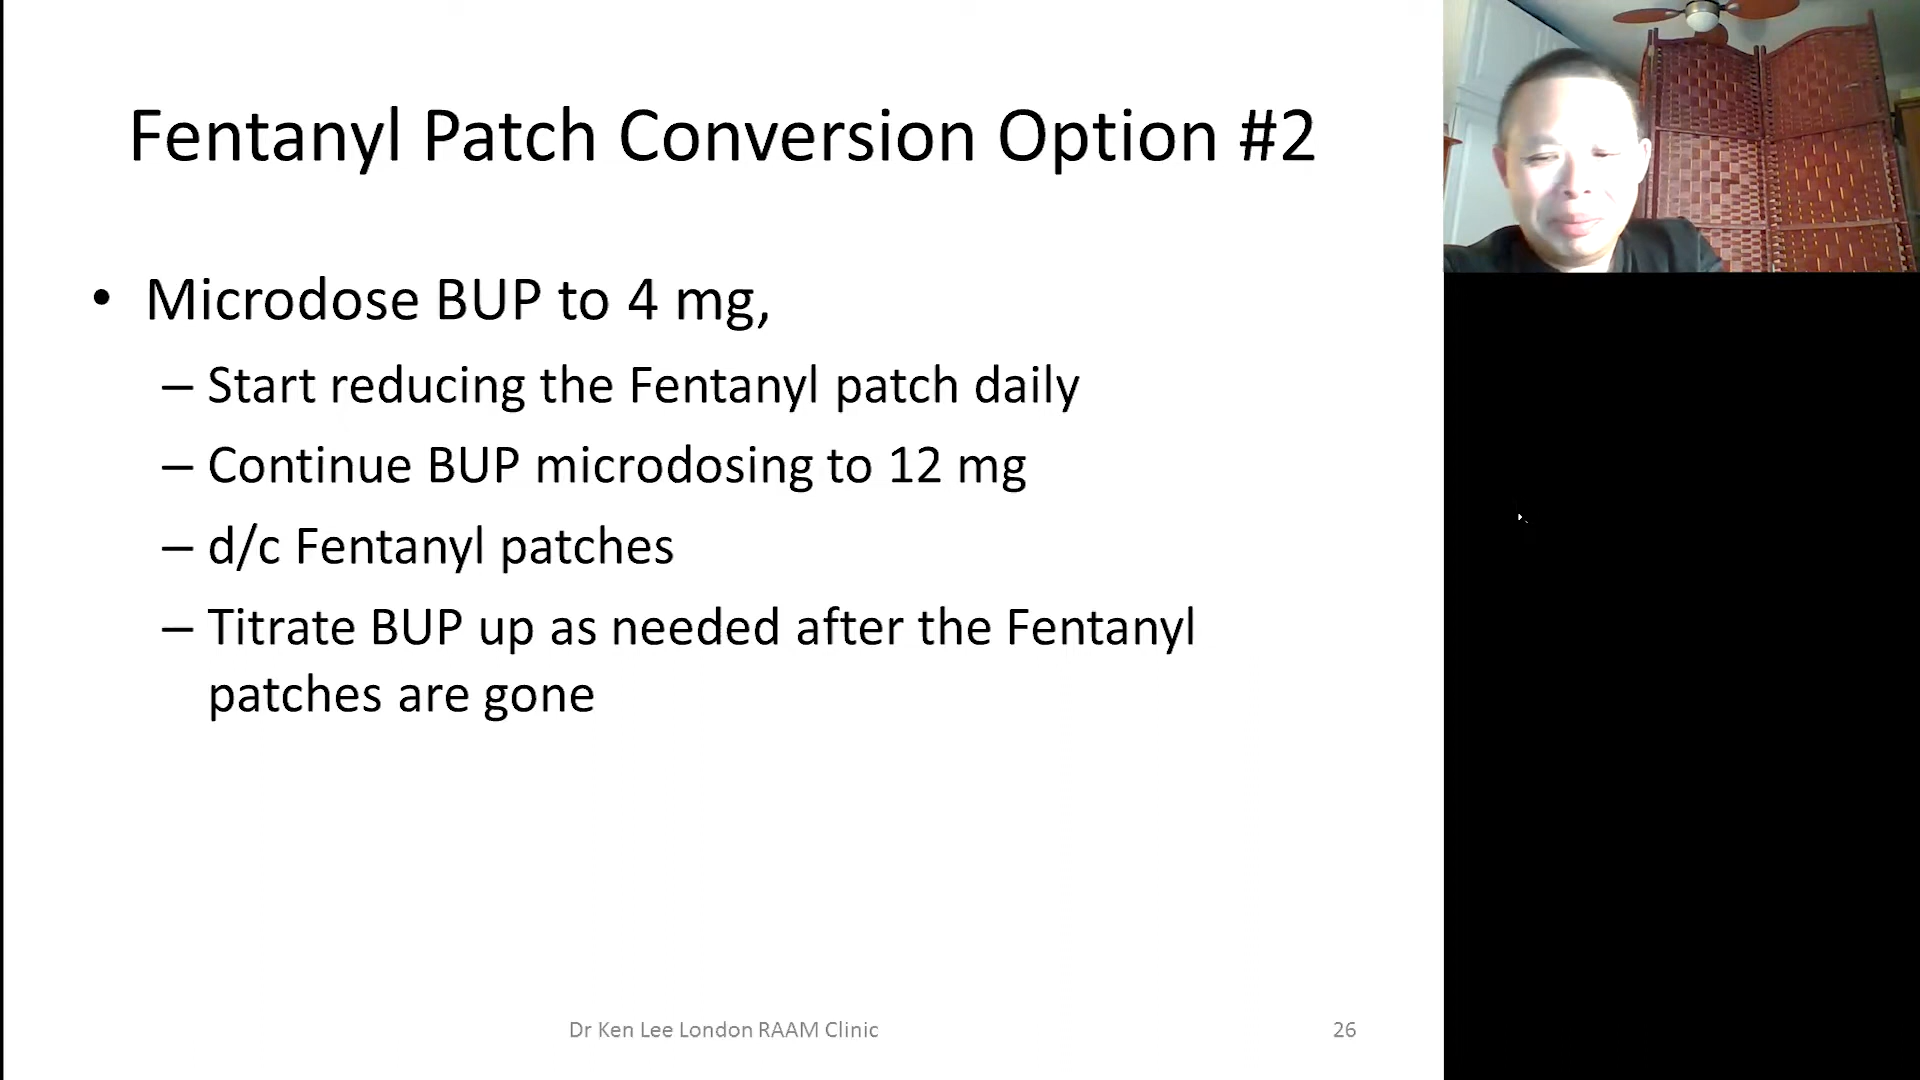 Fentanyl Patch Conversion Option #2
• Microdose BUP to 4 mg,
– Start reducing the Fentanyl patch daily
– Continue BUP microdosing to 12 mg
– d/c Fentanyl patches
– Titrate BUP up as needed after the Fentanyl
patches are gone
Dr Ken Lee London RAAM Clinic
26